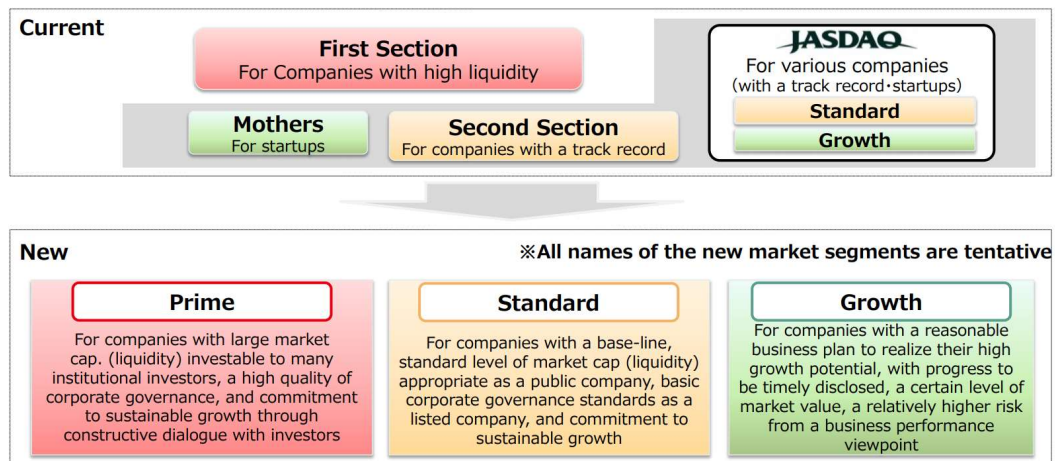 Current
First Section
For Companies with high liquidity
Mothers
For startups
Second Section
For companies with a track record
JASDAQ
For various companies
(with a track record・startups)
Standard
Growth
New
※All names of the new market segments are tentative
Prime
For companies with large market
cap. (liquidity) investable to many
institutional investors, a high quality of
corporate governance, and commitment
to sustainable growth through
constructive dialogue with investors
Standard
For companies with a base-line,
standard level of market cap (liquidity)
appropriate as a public company, basic
corporate governance standards as a
listed company, and commitment to
sustainable growth
Growth
For companies with a reasonable
business plan to realize their high
growth potential, with progress to
be timely disclosed, a certain level of
market value, a relatively higher risk
from a business performance
viewpoint